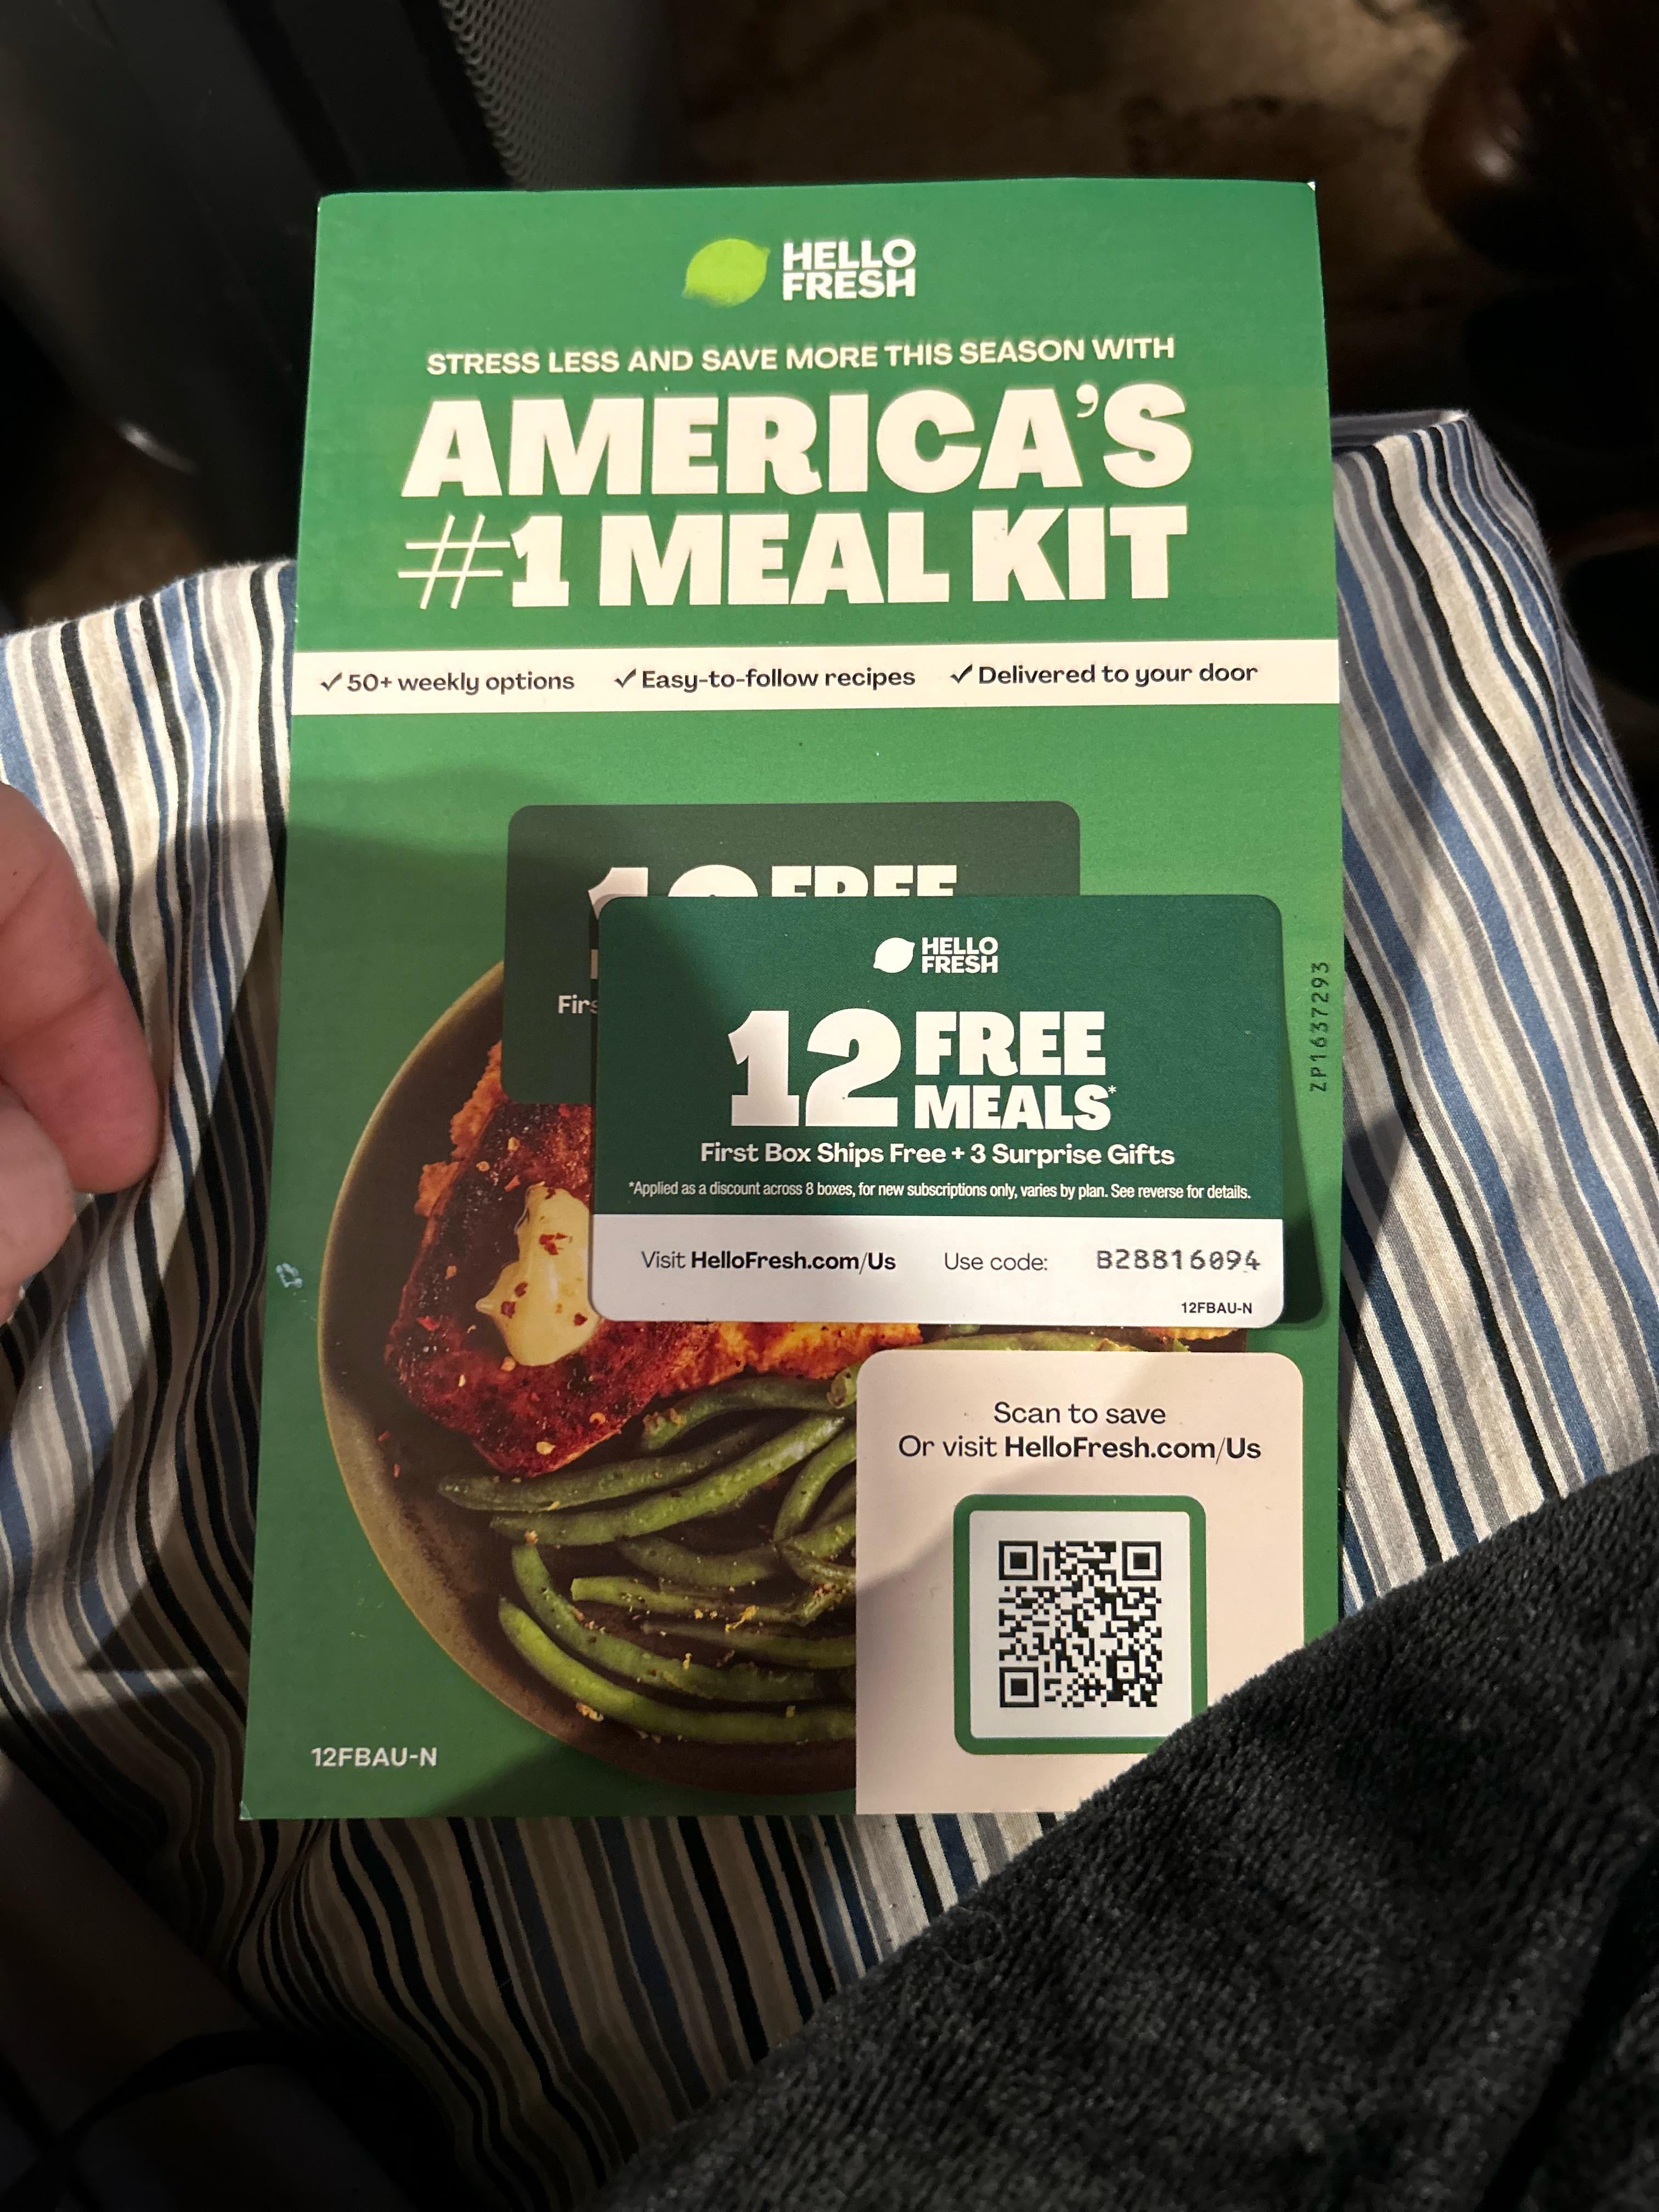 HELLO
FRESH
STRESS LESS AND SAVE MORE THIS SEASON WITH
AMERICA'S
#1 MEAL KIT
✓ 50+ weekly options ✓ Easy-to-follow recipes ✓ Delivered to your door
FREE
Firs
HELLO
FRESH
12 FREE
MEALS*
First Box Ships Free + 3 Surprise Gifts
*Applied as a discount across 8 boxes, for new subscriptions only, varies by plan. See reverse for details.
Visit HelloFresh.com/Us Use code: B28816094
12FBAU-N
ZP1637293
Scan to save
Or visit HelloFresh.com/Us
12FBAU-N